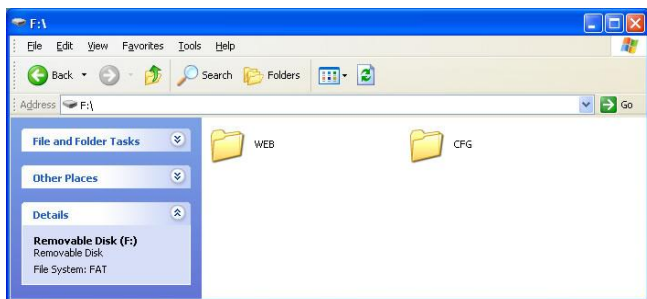 F:\
File Edit View Favorites Tools Help
Back Search Folders
Address F:\ Go
File and Folder Tasks
WEB CFG
Other Places
Details
Removable Disk (F:)
Removable Disk
File System: FAT